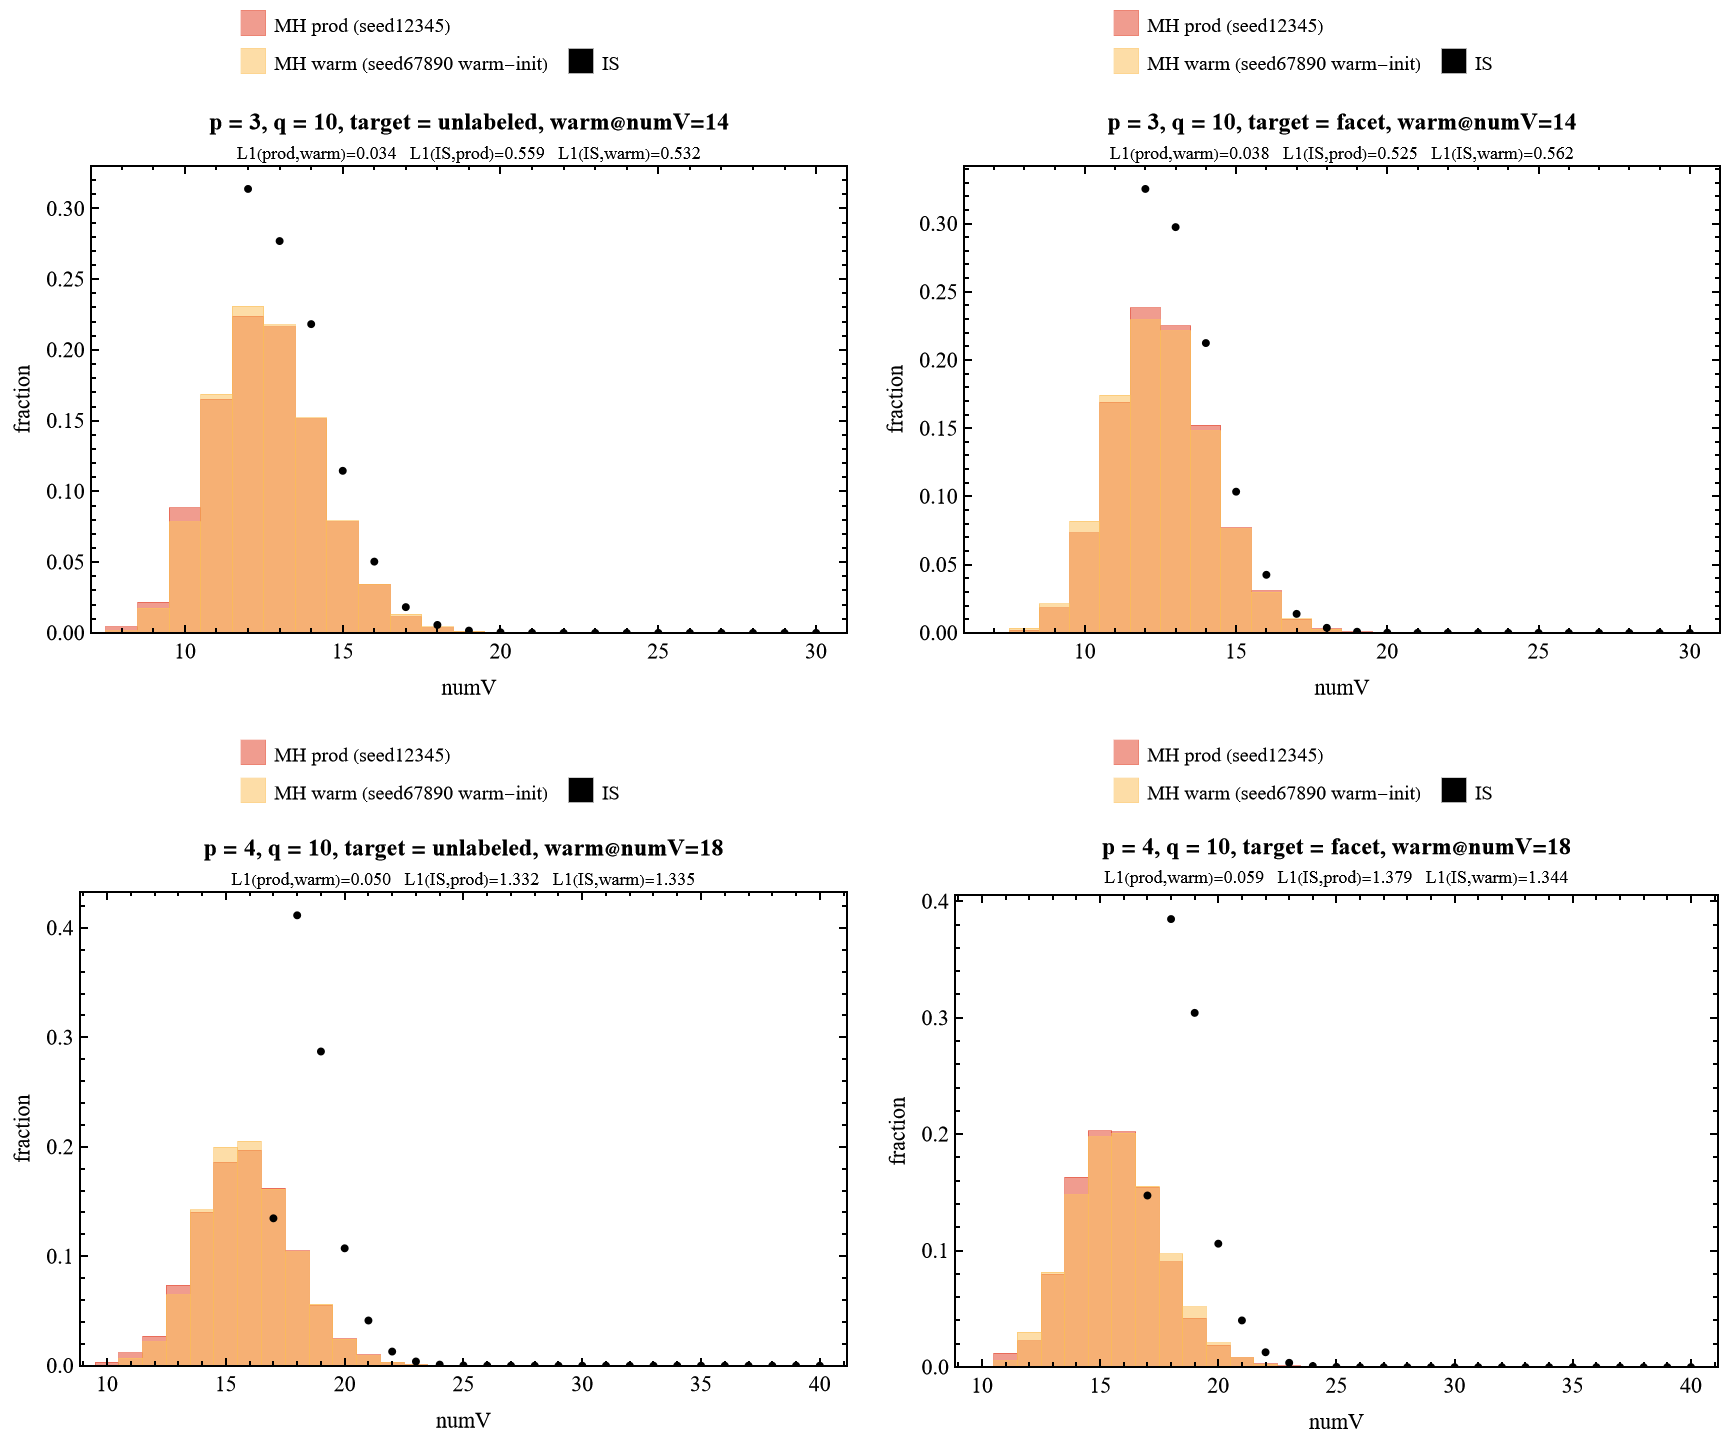 MH prod (seed12345)
MH warm (seed67890 warm−init) IS
p = 3, q = 10, target = unlabeled, warm@numV=14
L1(prod,warm)=0.034 L1(IS,prod)=0.559 L1(IS,warm)=0.532
0.30
0.25
0.20
0.15
0.10
0.05
0.00
fraction
10 15 20 25 30
numV
MH prod (seed12345)
MH warm (seed67890 warm−init) IS
p = 3, q = 10, target = facet, warm@numV=14
L1(prod,warm)=0.038 L1(IS,prod)=0.525 L1(IS,warm)=0.562
0.30
0.25
0.20
0.15
0.10
0.05
0.00
fraction
10 15 20 25 30
numV
MH prod (seed12345)
MH warm (seed67890 warm−init) IS
p = 4, q = 10, target = unlabeled, warm@numV=18
L1(prod,warm)=0.050 L1(IS,prod)=1.332 L1(IS,warm)=1.335
0.4
0.3
0.2
0.1
0.0
fraction
10 15 20 25 30 35 40
numV
MH prod (seed12345)
MH warm (seed67890 warm−init) IS
p = 4, q = 10, target = facet, warm@numV=18
L1(prod,warm)=0.059 L1(IS,prod)=1.379 L1(IS,warm)=1.344
0.4
0.3
0.2
0.1
0.0
fraction
10 15 20 25 30 35 40
numV